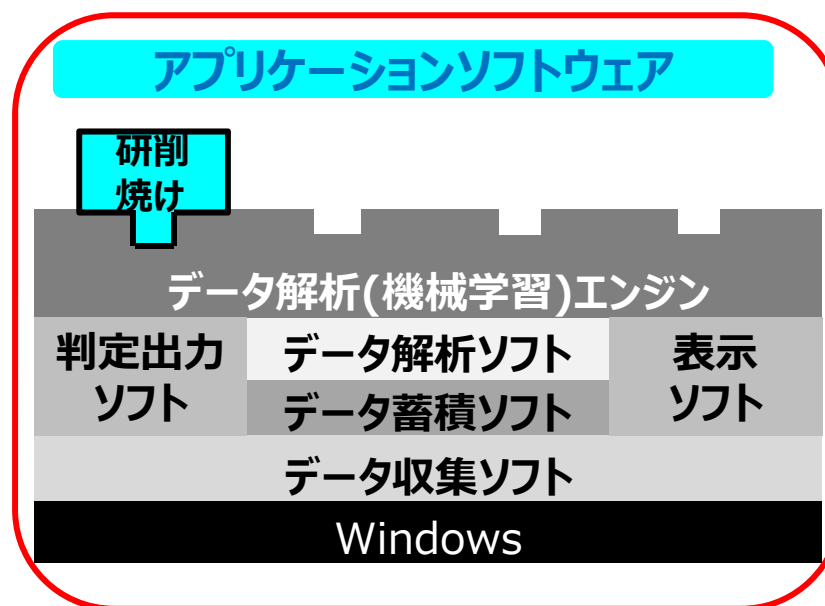 アプリケーションソフトウェア
研削
焼け
データ解析(機械学習)エンジン
判定出力
ソフト
データ解析ソフト
データ蓄積ソフト
表示
ソフト
データ収集ソフト
Windows